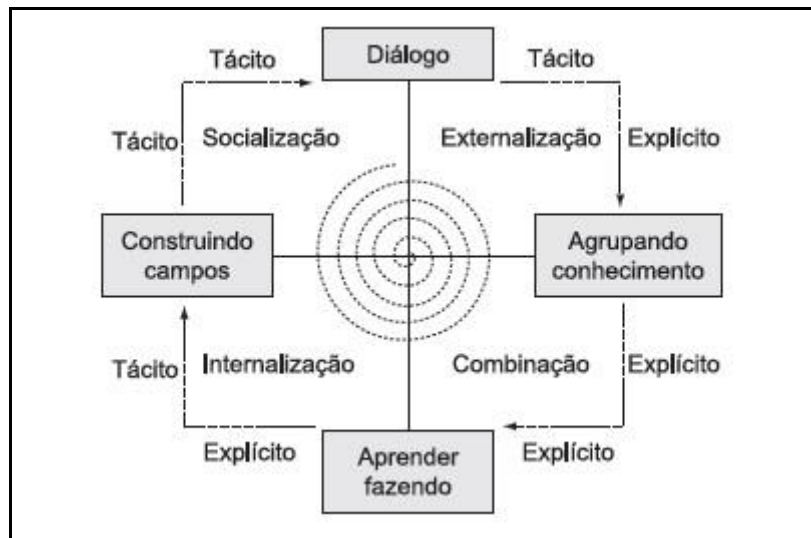 Tácito
Diálogo
Tácito
Tácito
Socialização
Externalização
Explícito
Construindo
campos
Agrupando
conhecimento
Tácito
Internalização
Combinação
Explícito
Explícito
Aprender
fazendo
Explícito